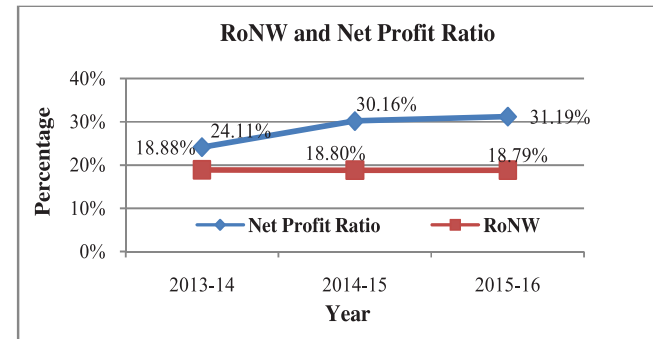 RoNW and Net Profit Ratio
40%
30%
20%
10%
0%
Percentage
18.88%
24.11%
30.16%
31.19%
18.80%
18.79%
Net Profit Ratio
RoNW
2013-14
2014-15
2015-16
Year